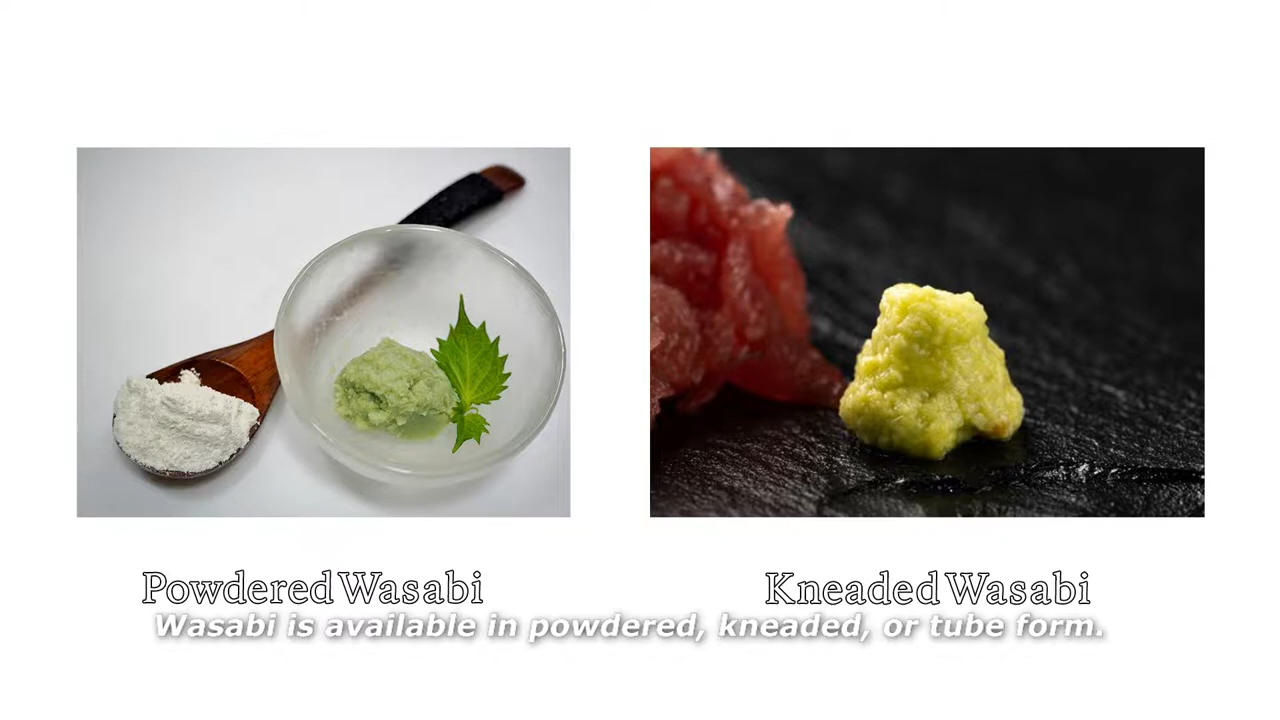 Powdered Wasabi
Kneaded Wasabi
Wasabi is available in powdered, kneaded, or tube form.